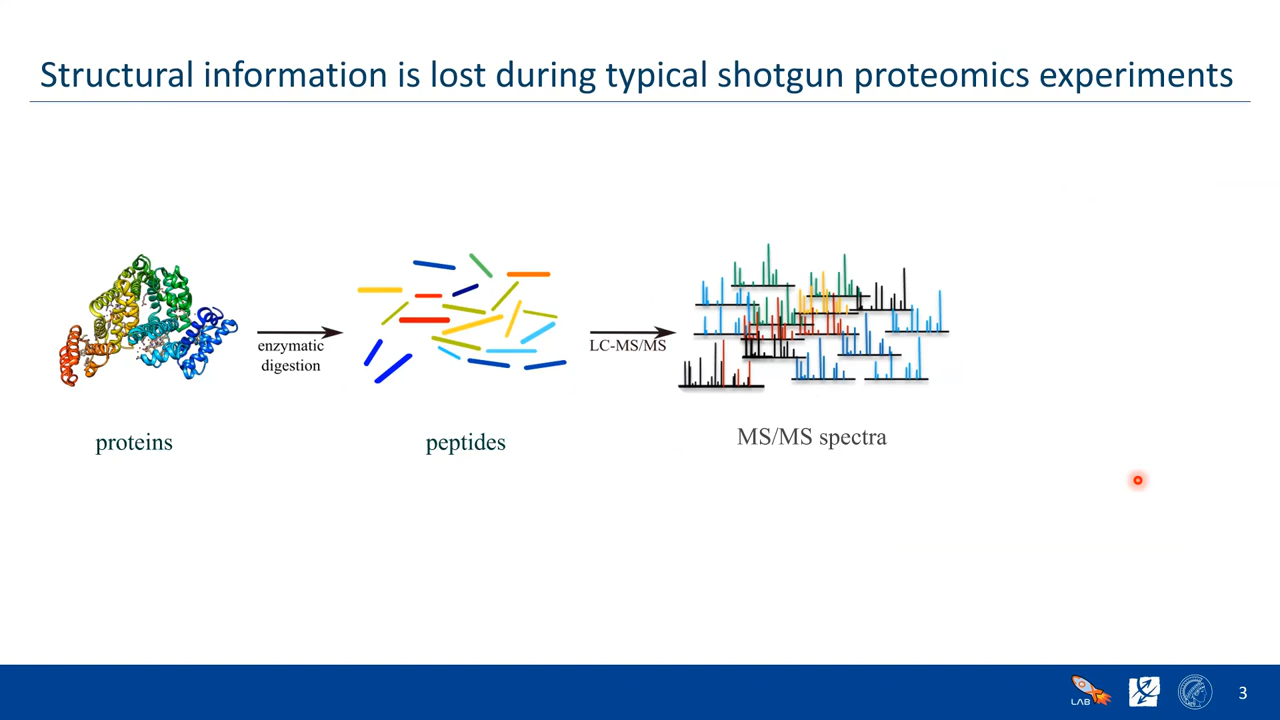 Structural information is lost during typical shotgun proteomics experiments
enzymatic
digestion
LC-MS/MS
proteins
peptides
MS/MS spectra
LAB
3